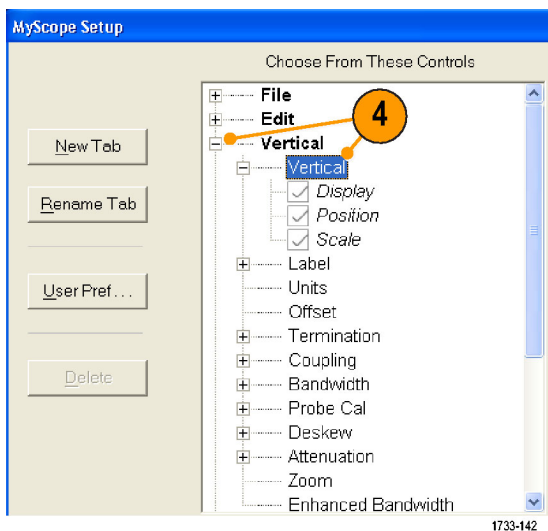 MyScope Setup
Choose From These Controls
File
Edit
4
Vertical
Vertical
Display
Position
Scale
Label
Units
Offset
Termination
Coupling
Bandwidth
Probe Cal
Deskew
Attenuation
Zoom
Enhanced Bandwidth
New Tab
Rename Tab
User Pref...
Delete
1733-142